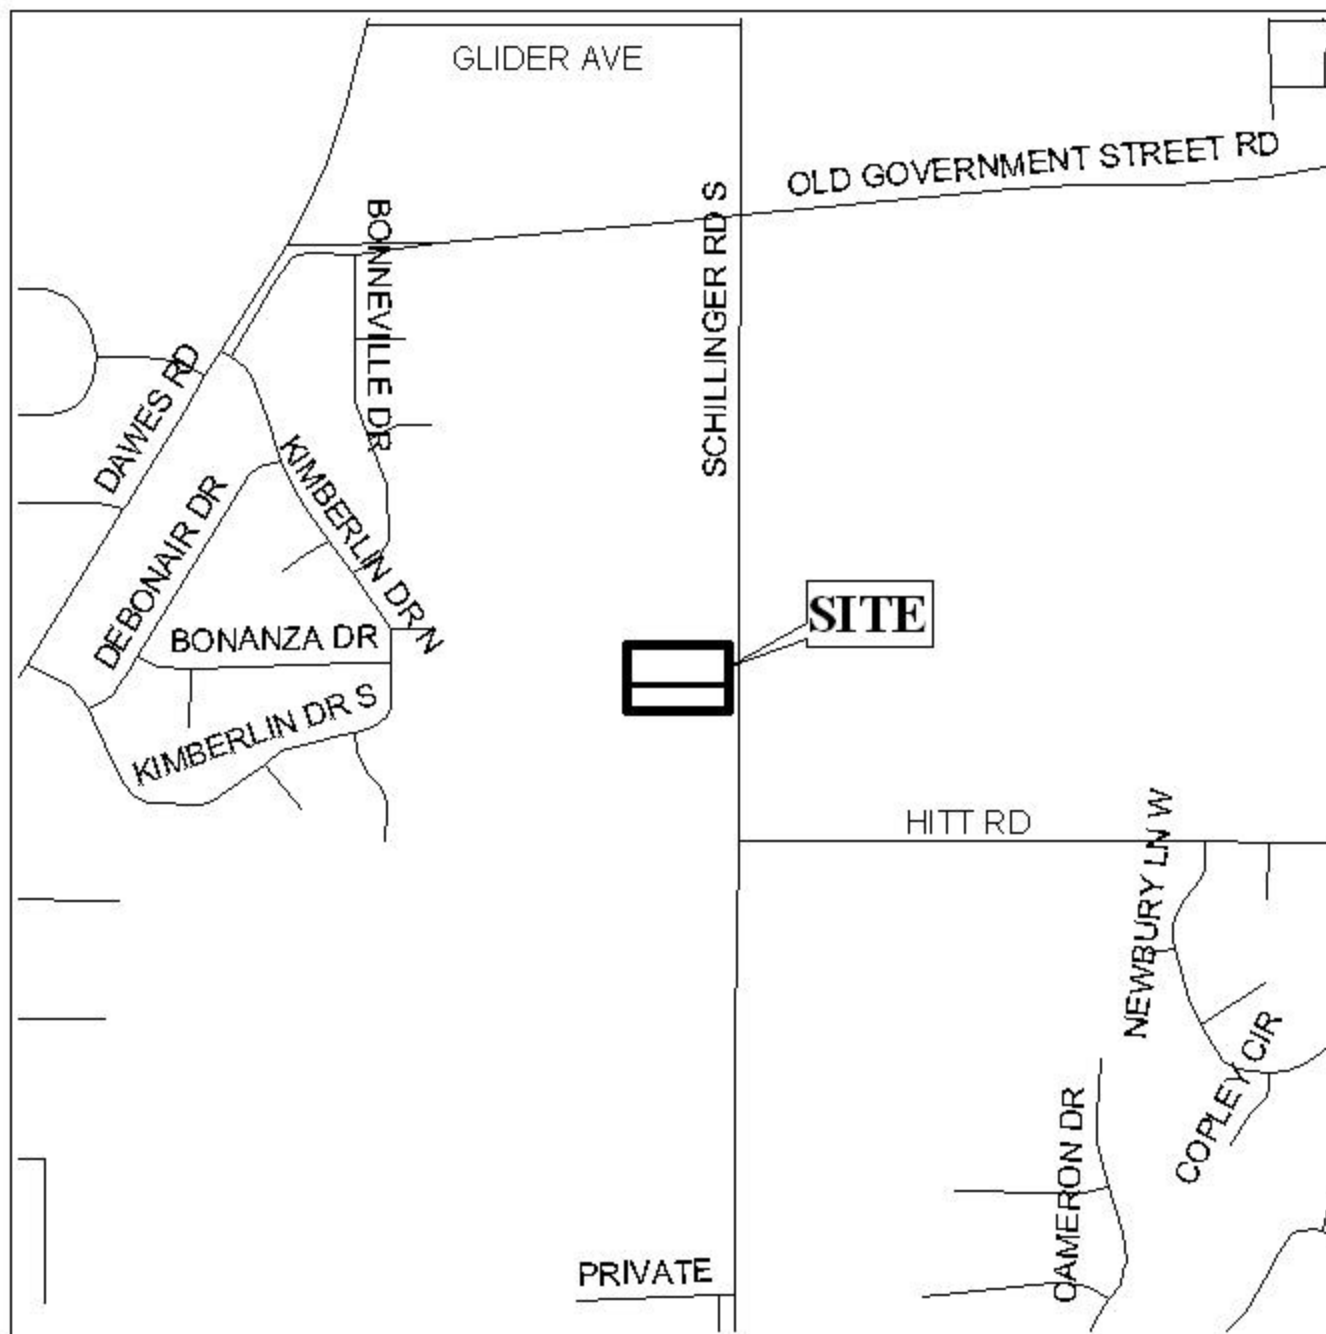 GLIDER AVE
OLD GOVERNMENT STREET RD
BONNEVILLE DR
SCHILLINGER RD S
DAWES RD
KIMBERLIN DR N
DEBONAIR DR
SITE
BONANZA DR
KIMBERLIN DR S
HITT RD
NEWBURY LN W
COPLEY CIR
CAMERON DR
PRIVATE